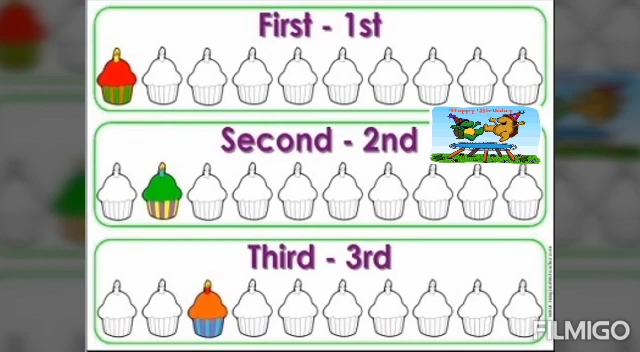 First - 1st
Second - 2nd
Happy Birthday
Third - 3rd
FILMIGO